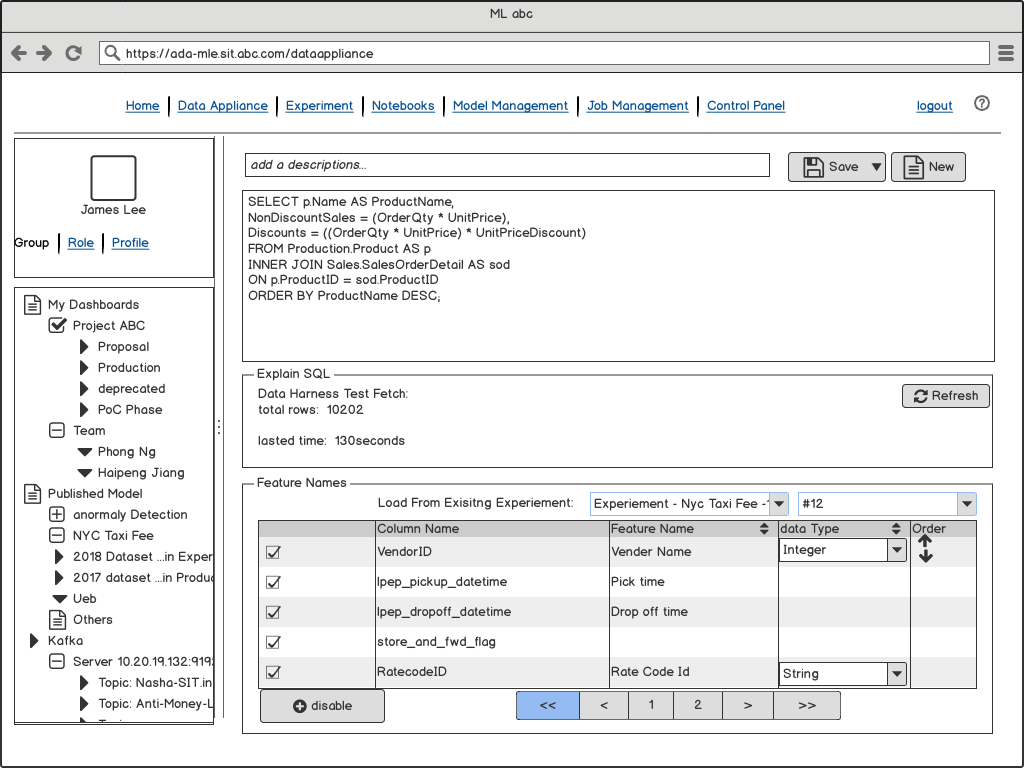 ML abc
https://ada-mle.sit.abc.com/dataappliance
Home Data Appliance Experiment Notebooks Model Management Job Management Control Panel logout ?
James Lee
Group Role Profile
My Dashboards
Project ABC
Proposal
Production
deprecated
PoC Phase
Team
Phong Ng
Haipeng Jiang
Published Model
anormaly Detection
NYC Taxi Fee
2018 Dataset ...in Exper
2017 dataset ...in Produc
Ueb
Others
Kafka
Server 10.20.19.132:919
Topic: Nasha-SIT.in
Topic: Anti-Money-L
add a descriptions...
Save
New
SELECT p.Name AS ProductName,
NonDiscountSales = (OrderQty * UnitPrice),
Discounts = ((OrderQty * UnitPrice) * UnitPriceDiscount)
FROM Production.Product AS p
INNER JOIN Sales.SalesOrderDetail AS sod
ON p.ProductID = sod.ProductID
ORDER BY ProductName DESC;
Explain SQL
Data Harness Test Fetch:
total rows: 10202
lasted time: 130seconds
Refresh
Feature Names
Load From Exisitng Experiement: Experiement - Nyc Taxi Fee - #12
Column Name Feature Name data Type Order
VendorID Vender Name Integer
lpep_pickup_datetime Pick time
lpep_dropoff_datetime Drop off time
store_and_fwd_flag
RatecodeID Rate Code Id String
disable
<< < 1 2 > >>